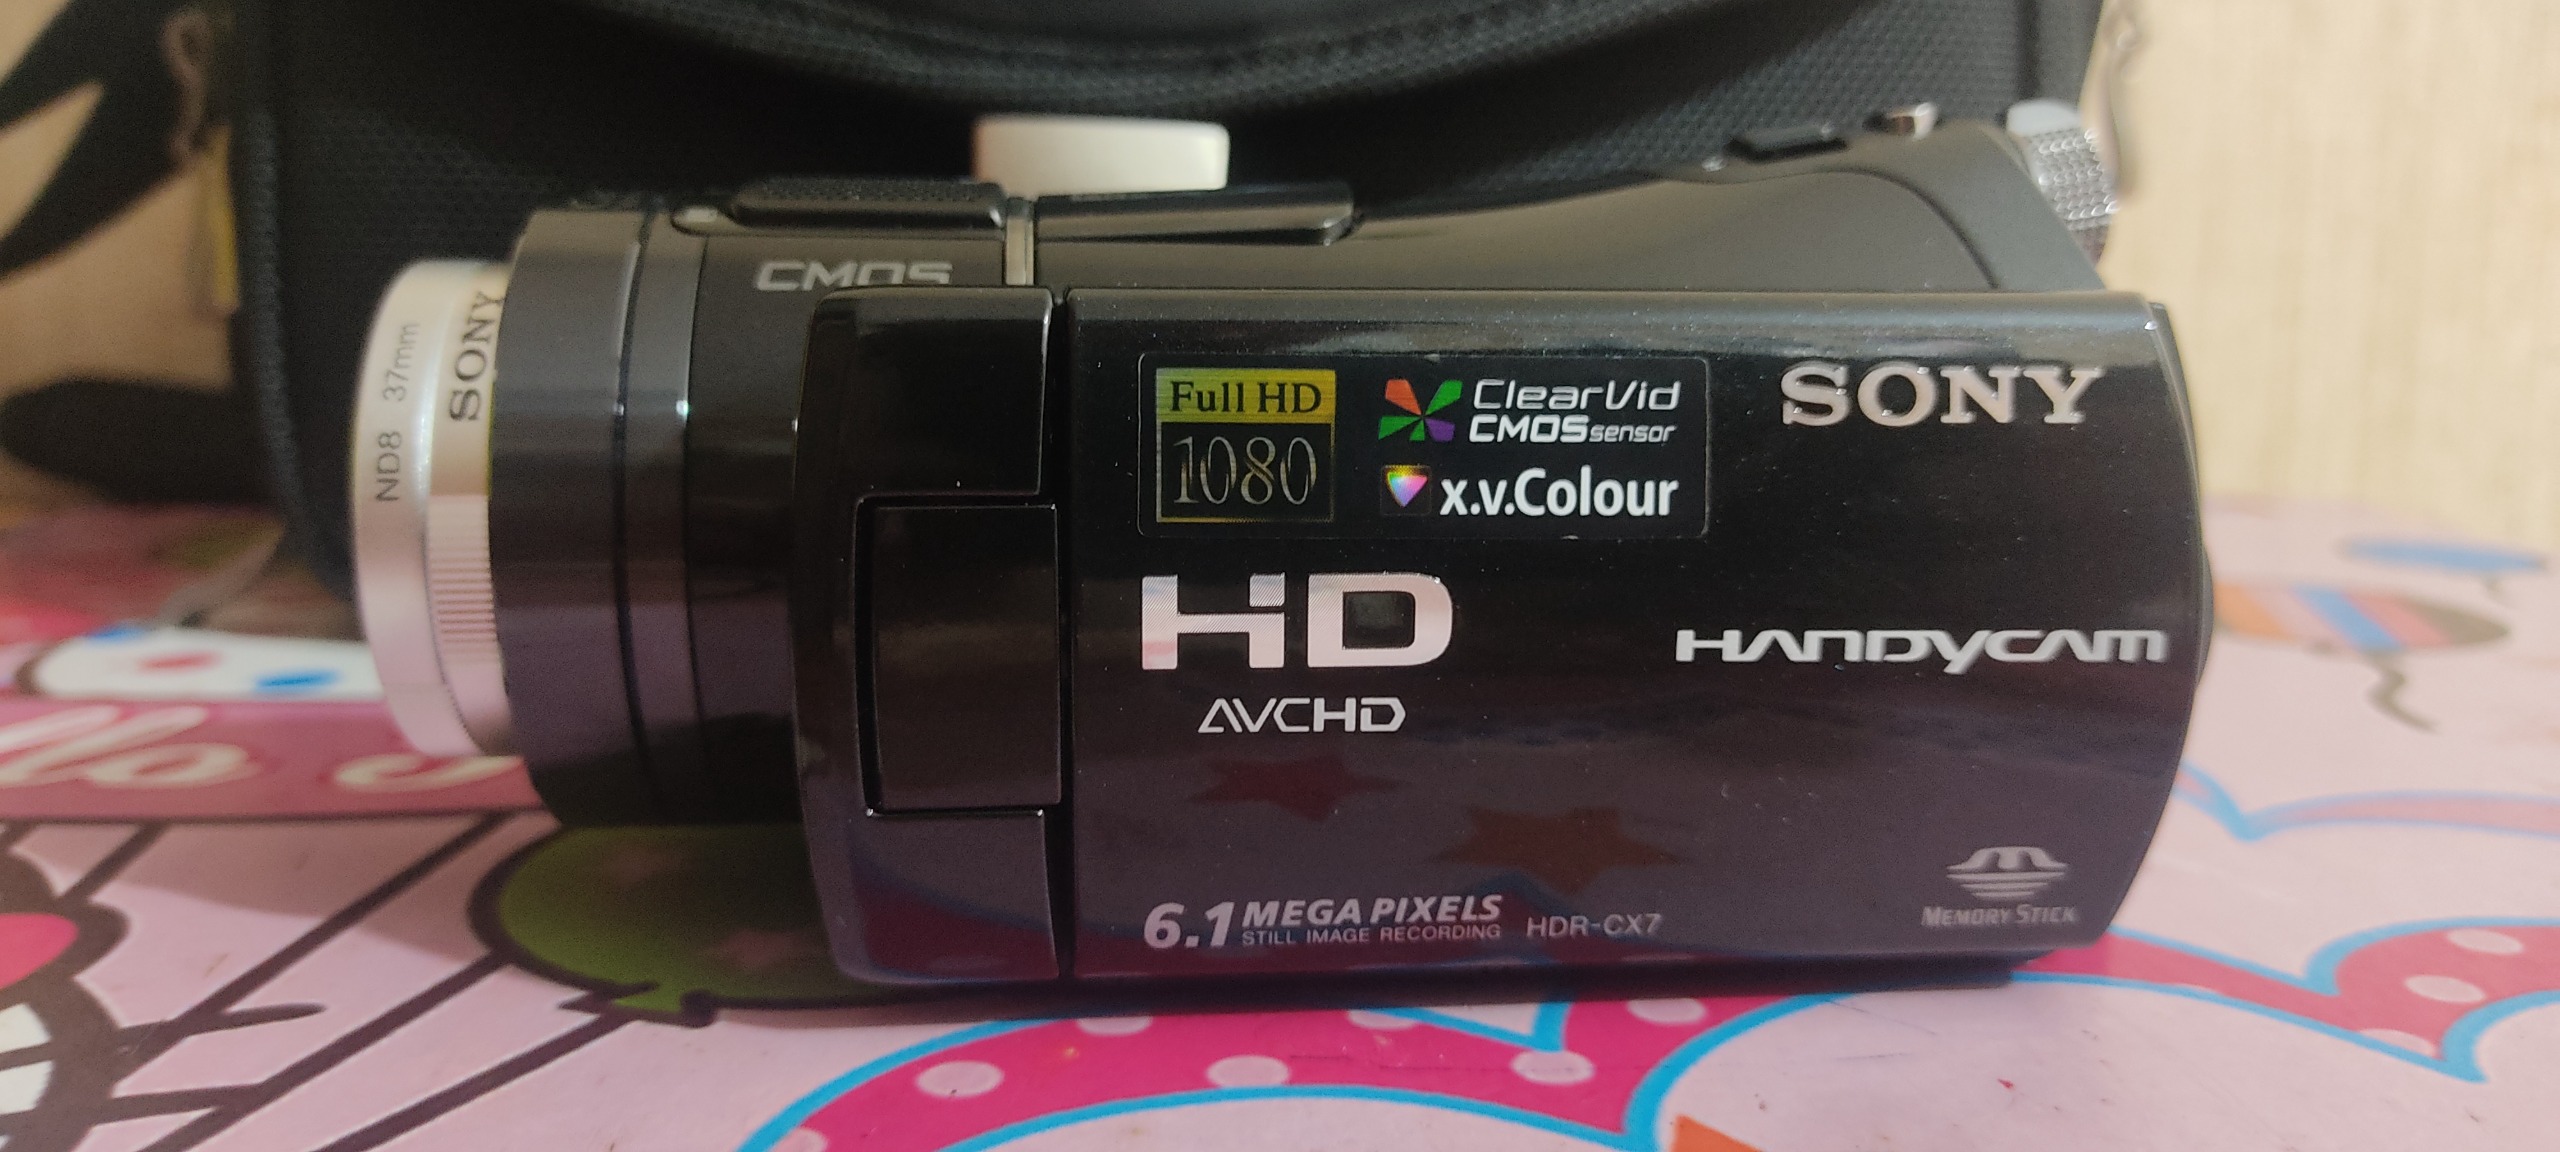 CMOS
ND8 37mm
SONY
Full HD
1080
ClearVid
CMOS sensor
x.v.Colour
SONY
HD
AVCHD
HANDYCAM
6.1 MEGA PIXELS
STILL IMAGE RECORDING
HDR-CX7
MEMORY STICK